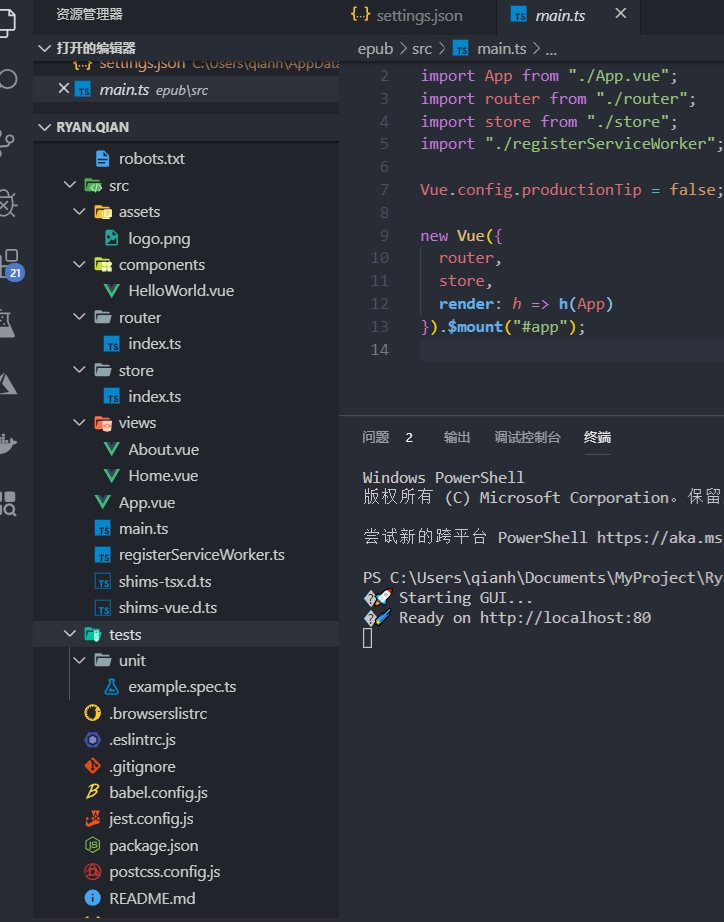 资源管理器
打开的编辑器
settings.json C:\Users\qianh\AppData
main.ts epub\src
RYAN.QIAN
robots.txt
src
assets
logo.png
components
HelloWorld.vue
router
index.ts
store
index.ts
views
About.vue
Home.vue
App.vue
main.ts
registerServiceWorker.ts
shims-tsx.d.ts
shims-vue.d.ts
tests
unit
example.spec.ts
.browserslistrc
.eslintrc.js
.gitignore
babel.config.js
jest.config.js
package.json
postcss.config.js
README.md
21
settings.json
main.ts
epub > src > main.ts > ...
2 import App from "./App.vue";
3 import router from "./router";
4 import store from "./store";
5 import "./registerServiceWorker";
6
7 Vue.config.productionTip = false;
8
9 new Vue({
10 router,
11 store,
12 render: h => h(App)
13 }).$mount("#app");
14
问题 2 输出 调试控制台 终端
Windows PowerShell
版权所有 (C) Microsoft Corporation。保留
尝试新的跨平台 PowerShell https://aka.ms
PS C:\Users\qianh\Documents\MyProject\Ry
🚀 Starting GUI...
Ready on http://localhost:80